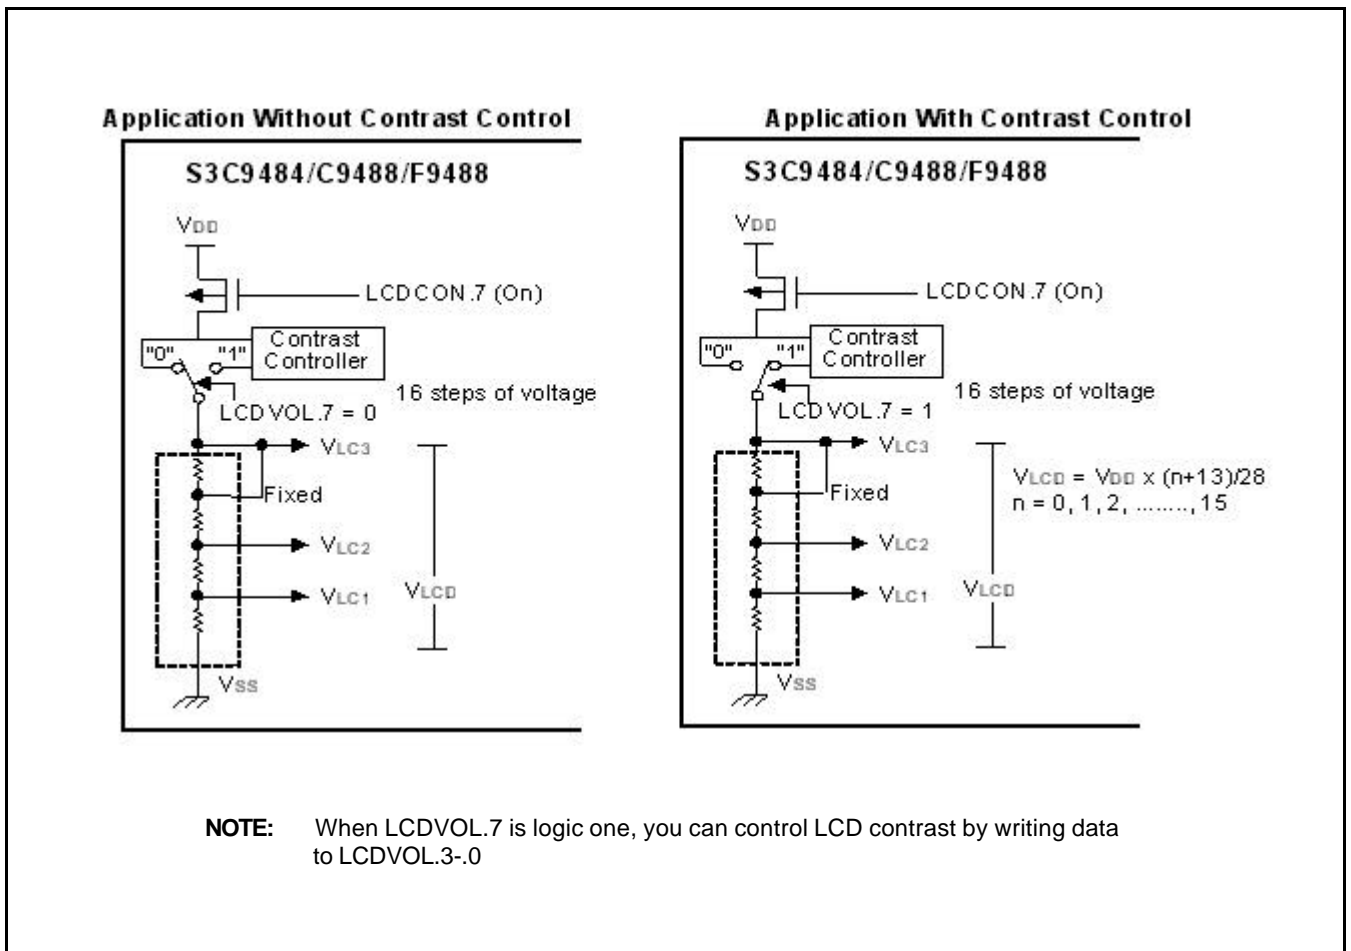 Application Without Contrast Control
S3C9484/C9488/F9488
VDD
LCDCON.7 (On)
"0"
"1"
Contrast
Controller
LCDVOL.7 = 0
16 steps of voltage
VLC3
Fixed
VLC2
VLC1
VLCD
VSS
Application With Contrast Control
S3C9484/C9488/F9488
VDD
LCDCON.7 (On)
"0"
"1"
Contrast
Controller
LCDVOL.7 = 1
16 steps of voltage
VLC3
Fixed
VLC2
VLC1
VLCD
VLCD = VDD x (n+13)/28
n = 0, 1, 2, ........, 15
VSS
NOTE: When LCDVOL.7 is logic one, you can control LCD contrast by writing data
to LCDVOL.3-.0